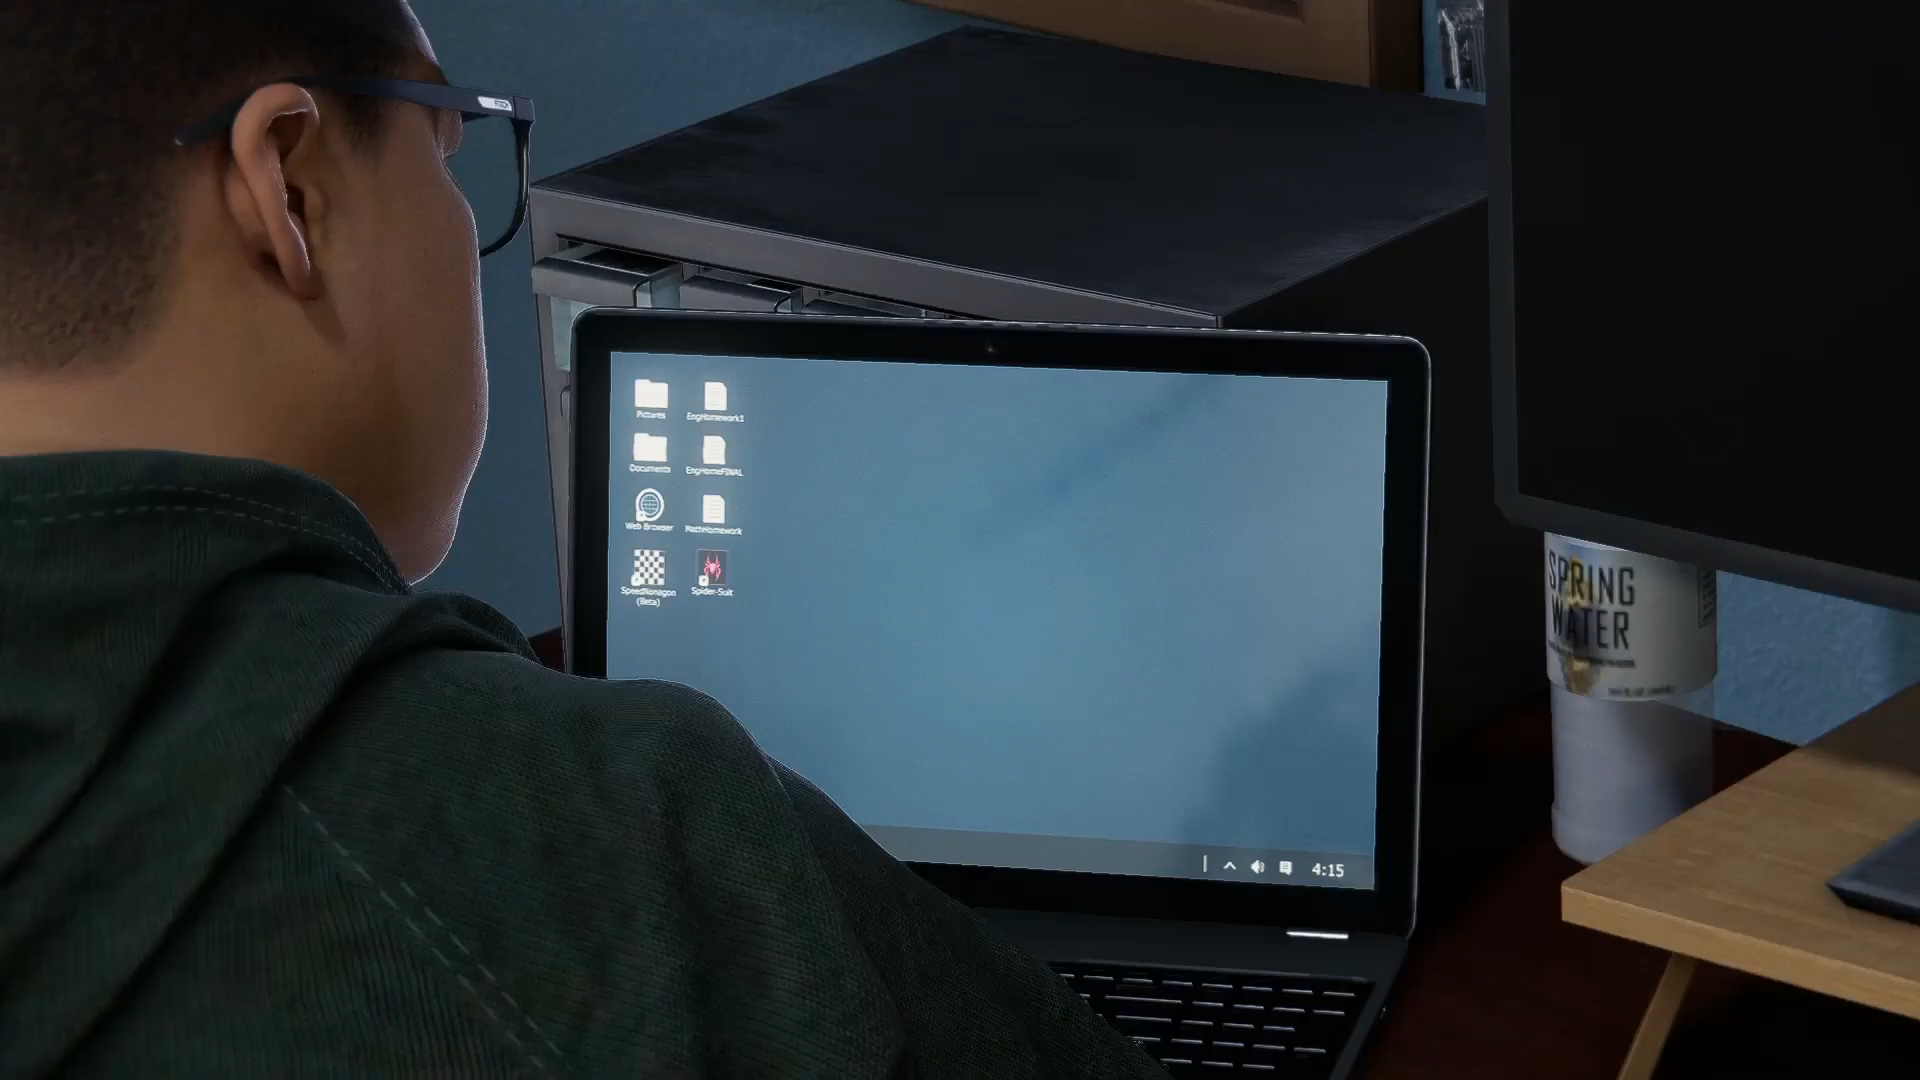 Pictures
EngHomework1
Documents
EngHomeFINAL
Web Browser
MathHomework
SpeedNonagon
(Beta)
Spider-Suit
4:15
SPRING
WATER